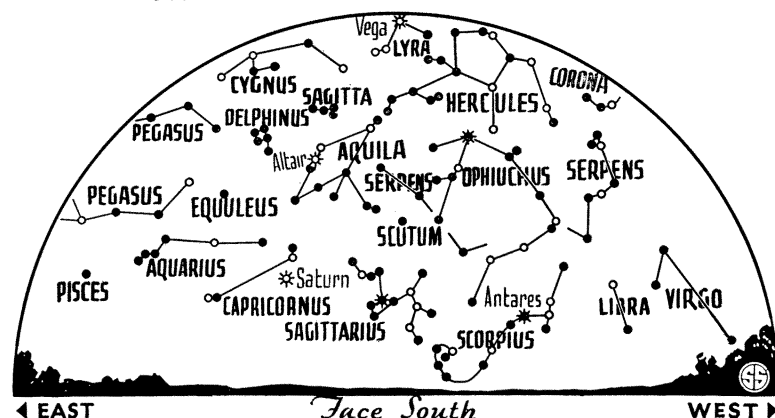 Vega
LYRA
CYGNUS
CORONA
SAGITTA
HERCULES
DELPHINUS
PEGASUS
Altair
AQUILA
SERPENS
OPHIUCHUS
SERPENS
PEGASUS
EQUULEUS
SCUTUM
AQUARIUS
Saturn
PISCES
CAPRICORNUS
Antares
LIBRA
VIRGO
SAGITTARIUS
SCORPIUS
EAST
Face South
WEST